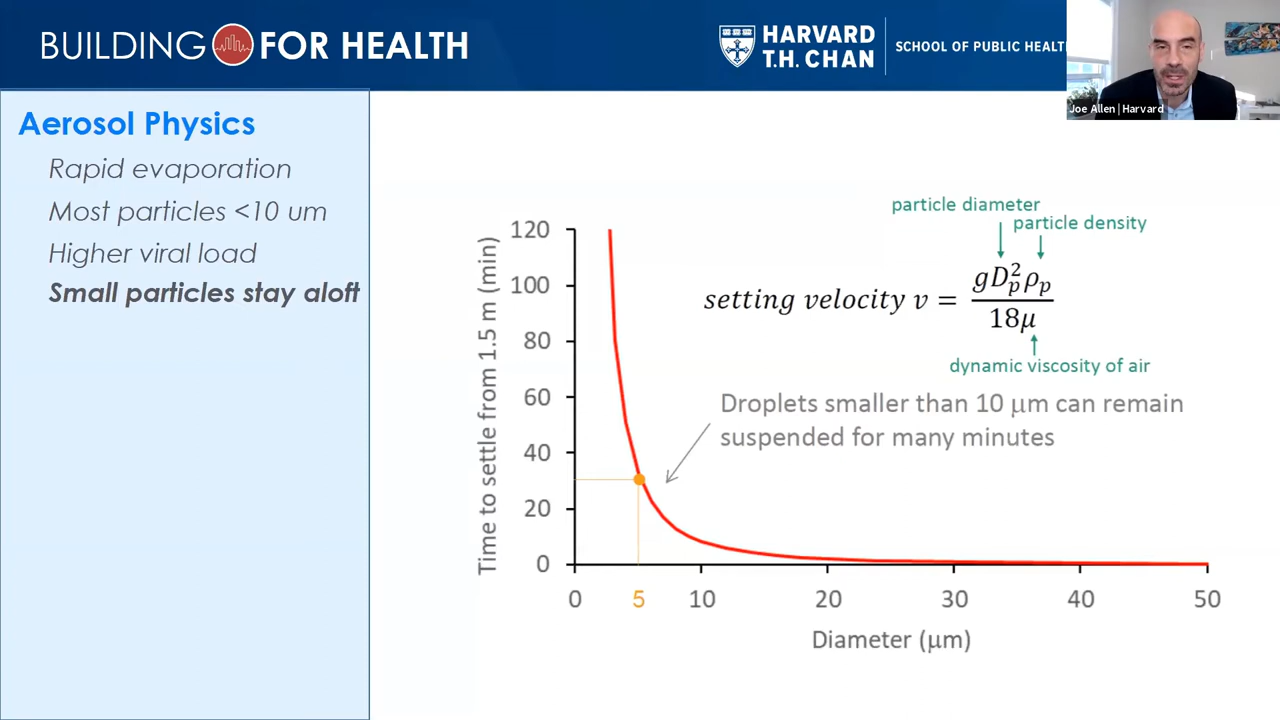 BUILDING FOR HEALTH
HARVARD
T.H. CHAN
SCHOOL OF PUBLIC HEALTH
Joe Allen | Harvard
Aerosol Physics
Rapid evaporation
Most particles <10 um
Higher viral load
Small particles stay aloft
particle diameter
particle density
setting velocity v = gD_p^2 ρ_p / 18μ
dynamic viscosity of air
Droplets smaller than 10 μm can remain
suspended for many minutes
Time to settle from 1.5 m (min)
120
100
80
60
40
20
0
0 5 10 20 30 40 50
Diameter (μm)